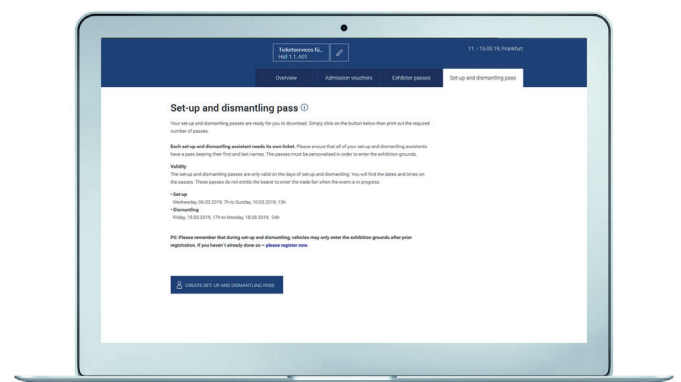 Ticketservices fü...
Hall 1.1, A01
11. - 15.03.19, Frankfurt
Overview
Admission vouchers
Exhibitor passes
Set-up and dismantling pass
Set-up and dismantling pass
Your set-up and dismantling passes are ready for you to download. Simply click on the button below then print out the required
number of passes.
Each set-up and dismantling assistant needs its own ticket. Please ensure that all of your set-up and dismantling assistants
have a pass bearing their first and last names. The passes must be personalised in order to enter the exhibition grounds.
Validity
The set-up and dismantling passes are only valid on the days of set-up and dismantling. You will find the dates and times on
the passes. These passes do not entitle the bearer to enter the trade fair when the event is in progress.
• Set-up
Wednesday, 06.03.2019, 7h to Sunday, 10.03.2019, 15h
• Dismantling
Friday, 15.03.2019, 17h to Monday, 18.03.2019, 24h
PS: Please remember that during set-up and dismantling, vehicles may only enter the exhibition grounds after prior
registration. If you haven't already done so – please register now.
CREATE SET-UP AND DISMANTLING PASS